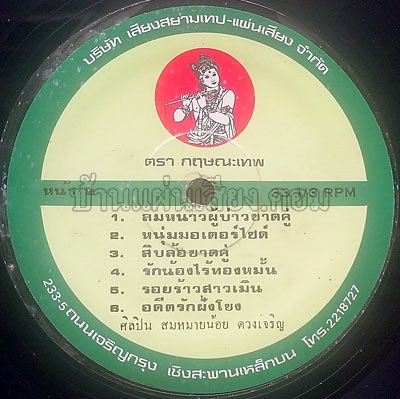 บริษัท เสียงสยามเทป-แผ่นเสียง จำกัด
ตรา กฤษณะเทพ
33 1/3 RPM
บ้านแผ่นเสียง.คอม
1. ลมหนาวผู้บ่าวขาดคู่
2. หนุ่มมอเตอร์ไซด์
3. สิบล้อขาดคู่
4. รักน้องไร้ทองหมั้น
5. รอยร้าวสาวเมิน
6. อดีตรักฝั่งโขง
ศิลปิน สมหมายน้อย ดวงเจริญ
233-5 ถนนเจริญกรุง เชิงสะพานเหล็กบน โทร. 2218727